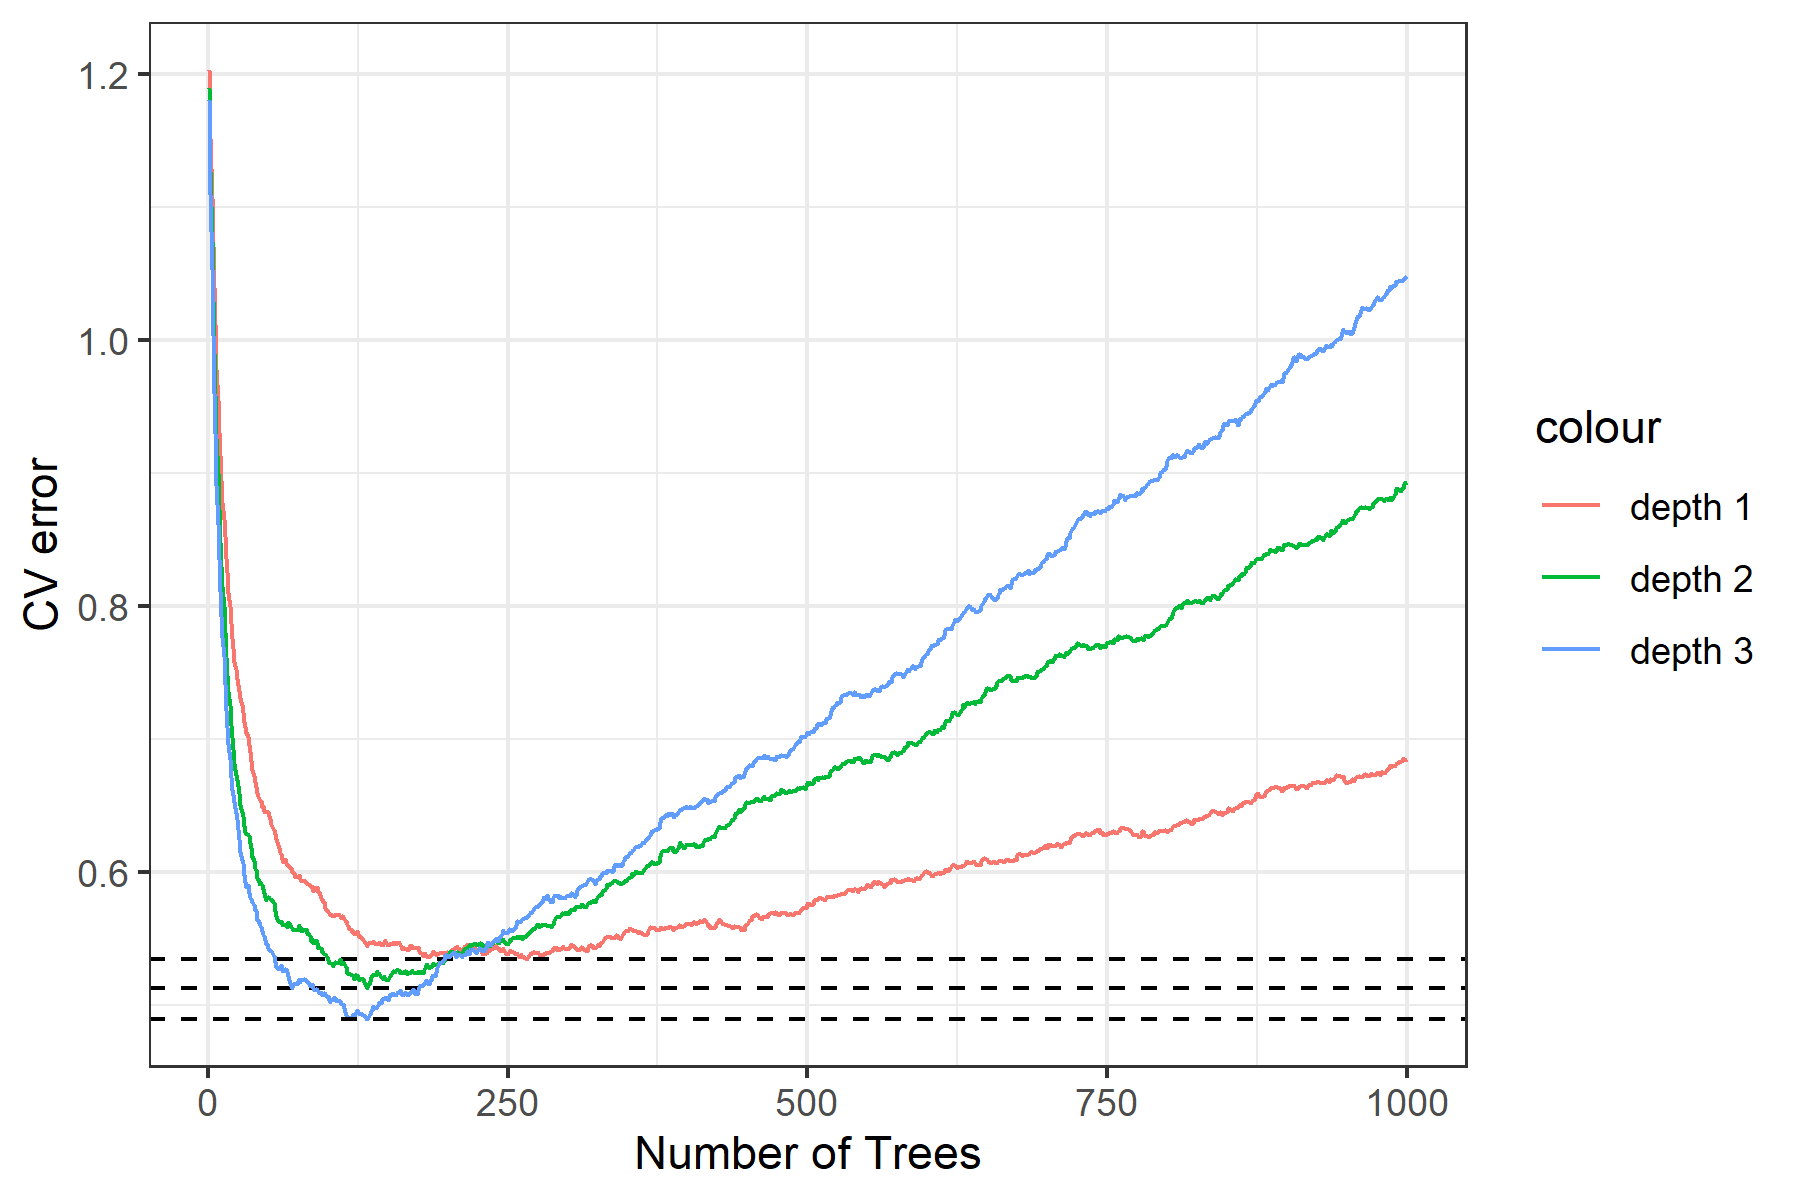 1.2
1.0
0.8
0.6
CV error
0 250 500 750 1000
Number of Trees
colour
depth 1
depth 2
depth 3